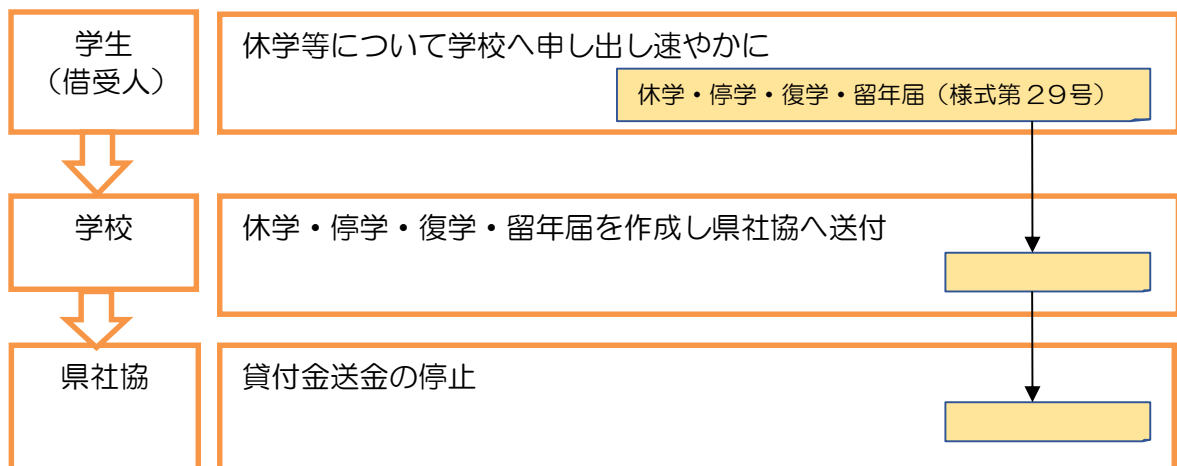 学生
（借受人）
休学等について学校へ申し出し速やかに
休学・停学・復学・留年届（様式第２９号）
学校
休学・停学・復学・留年届を作成し県社協へ送付
県社協
貸付金送金の停止